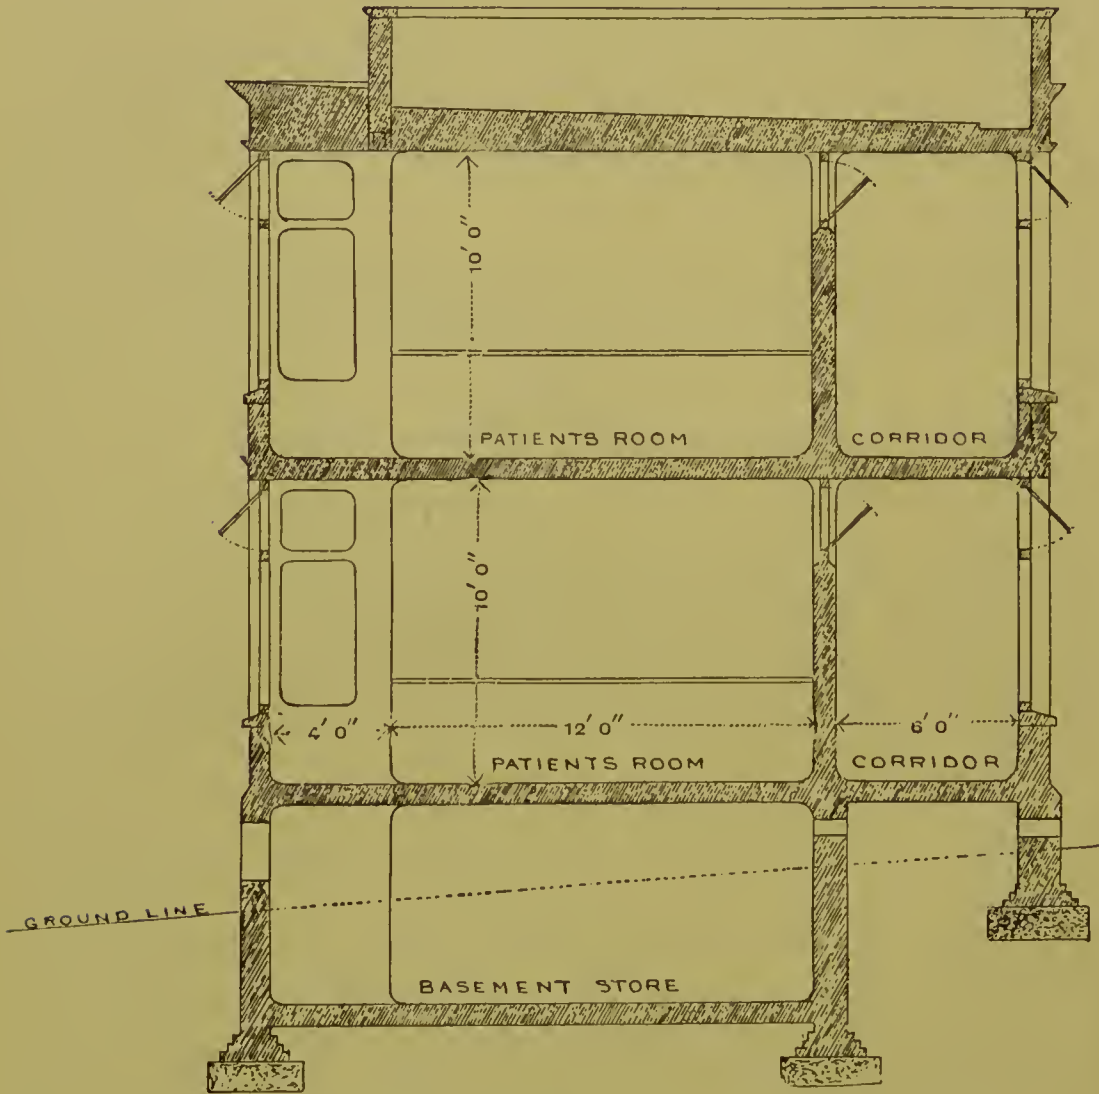 10' 0"
PATIENTS ROOM
CORRIDOR
10' 0"
4' 0"
12' 0"
6' 0"
PATIENTS ROOM
CORRIDOR
GROUND LINE
BASEMENT STORE